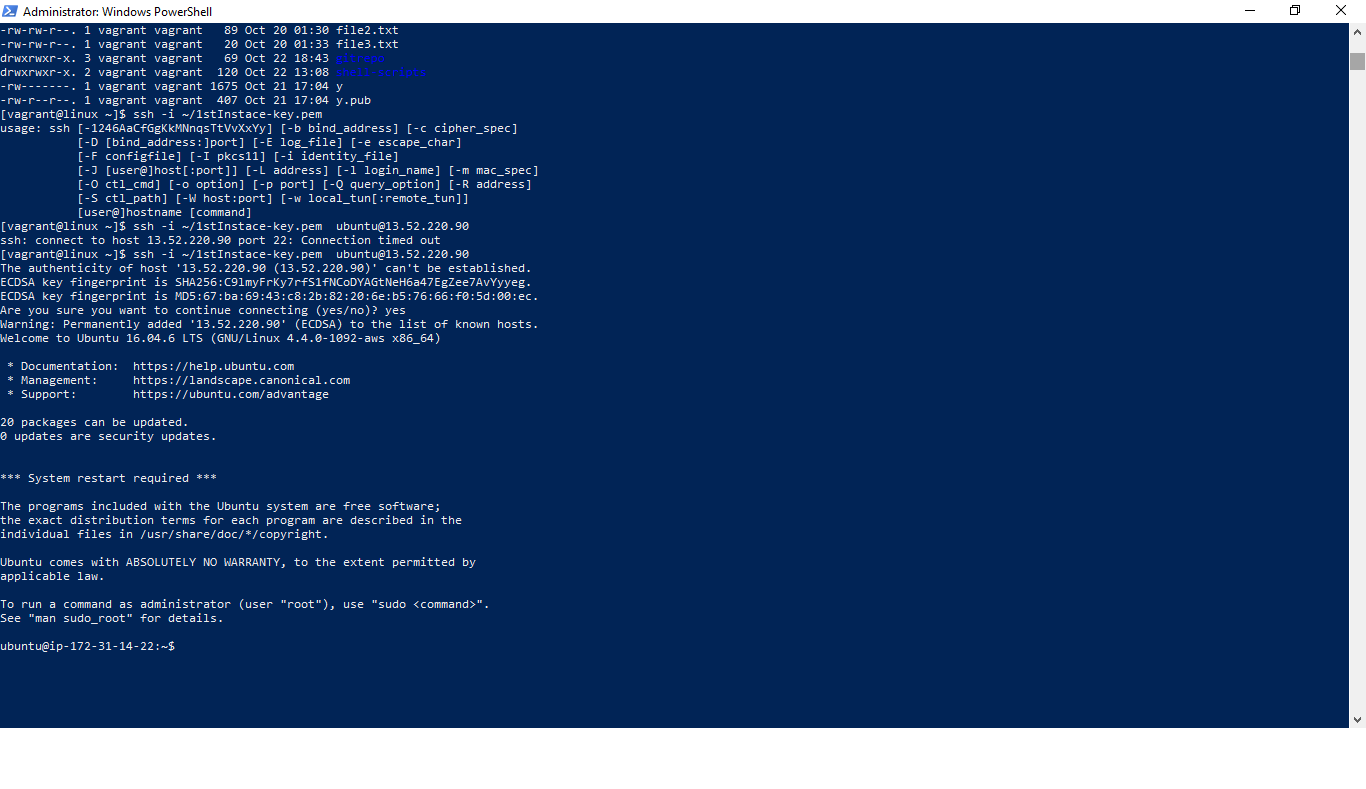 Administrator: Windows PowerShell
-rw-rw-r--. 1 vagrant vagrant   89 Oct 20 01:30 file2.txt
-rw-rw-r--. 1 vagrant vagrant   20 Oct 20 01:33 file3.txt
drwxrwxr-x. 3 vagrant vagrant   69 Oct 22 18:43
drwxrwxr-x. 2 vagrant vagrant  120 Oct 22 13:08 shell-scripts
-rw-------. 1 vagrant vagrant 1675 Oct 21 17:04 y
-rw-r--r--. 1 vagrant vagrant  407 Oct 21 17:04 y.pub
[vagrant@linux ~]$ ssh -i ~/1stInstace-key.pem
usage: ssh [-1246AaCfGgKkMNnqsTtVvXxYy] [-b bind_address] [-c cipher_spec]
           [-D [bind_address:]port] [-E log_file] [-e escape_char]
           [-F configfile] [-I pkcs11] [-i identity_file]
           [-J [user@]host[:port]] [-L address] [-l login_name] [-m mac_spec]
           [-O ctl_cmd] [-o option] [-p port] [-Q query_option] [-R address]
           [-S ctl_path] [-W host:port] [-w local_tun[:remote_tun]]
           [user@]hostname [command]
[vagrant@linux ~]$ ssh -i ~/1stInstace-key.pem  ubuntu@13.52.220.90
ssh: connect to host 13.52.220.90 port 22: Connection timed out
[vagrant@linux ~]$ ssh -i ~/1stInstace-key.pem  ubuntu@13.52.220.90
The authenticity of host '13.52.220.90 (13.52.220.90)' can't be established.
ECDSA key fingerprint is SHA256:C9lmyFrKy7rfS1fNCoDYAGtNeH6a47EgZee7AvYyyeg.
ECDSA key fingerprint is MD5:67:ba:69:43:c8:2b:82:20:6e:b5:76:66:f0:5d:00:ec.
Are you sure you want to continue connecting (yes/no)? yes
Warning: Permanently added '13.52.220.90' (ECDSA) to the list of known hosts.
Welcome to Ubuntu 16.04.6 LTS (GNU/Linux 4.4.0-1092-aws x86_64)
 * Documentation:  https://help.ubuntu.com
 * Management:     https://landscape.canonical.com
 * Support:        https://ubuntu.com/advantage
20 packages can be updated.
0 updates are security updates.
*** System restart required ***
The programs included with the Ubuntu system are free software;
the exact distribution terms for each program are described in the
individual files in /usr/share/doc/*/copyright.
Ubuntu comes with ABSOLUTELY NO WARRANTY, to the extent permitted by
applicable law.
To run a command as administrator (user "root"), use "sudo <command>".
See "man sudo_root" for details.
ubuntu@ip-172-31-14-22:~$